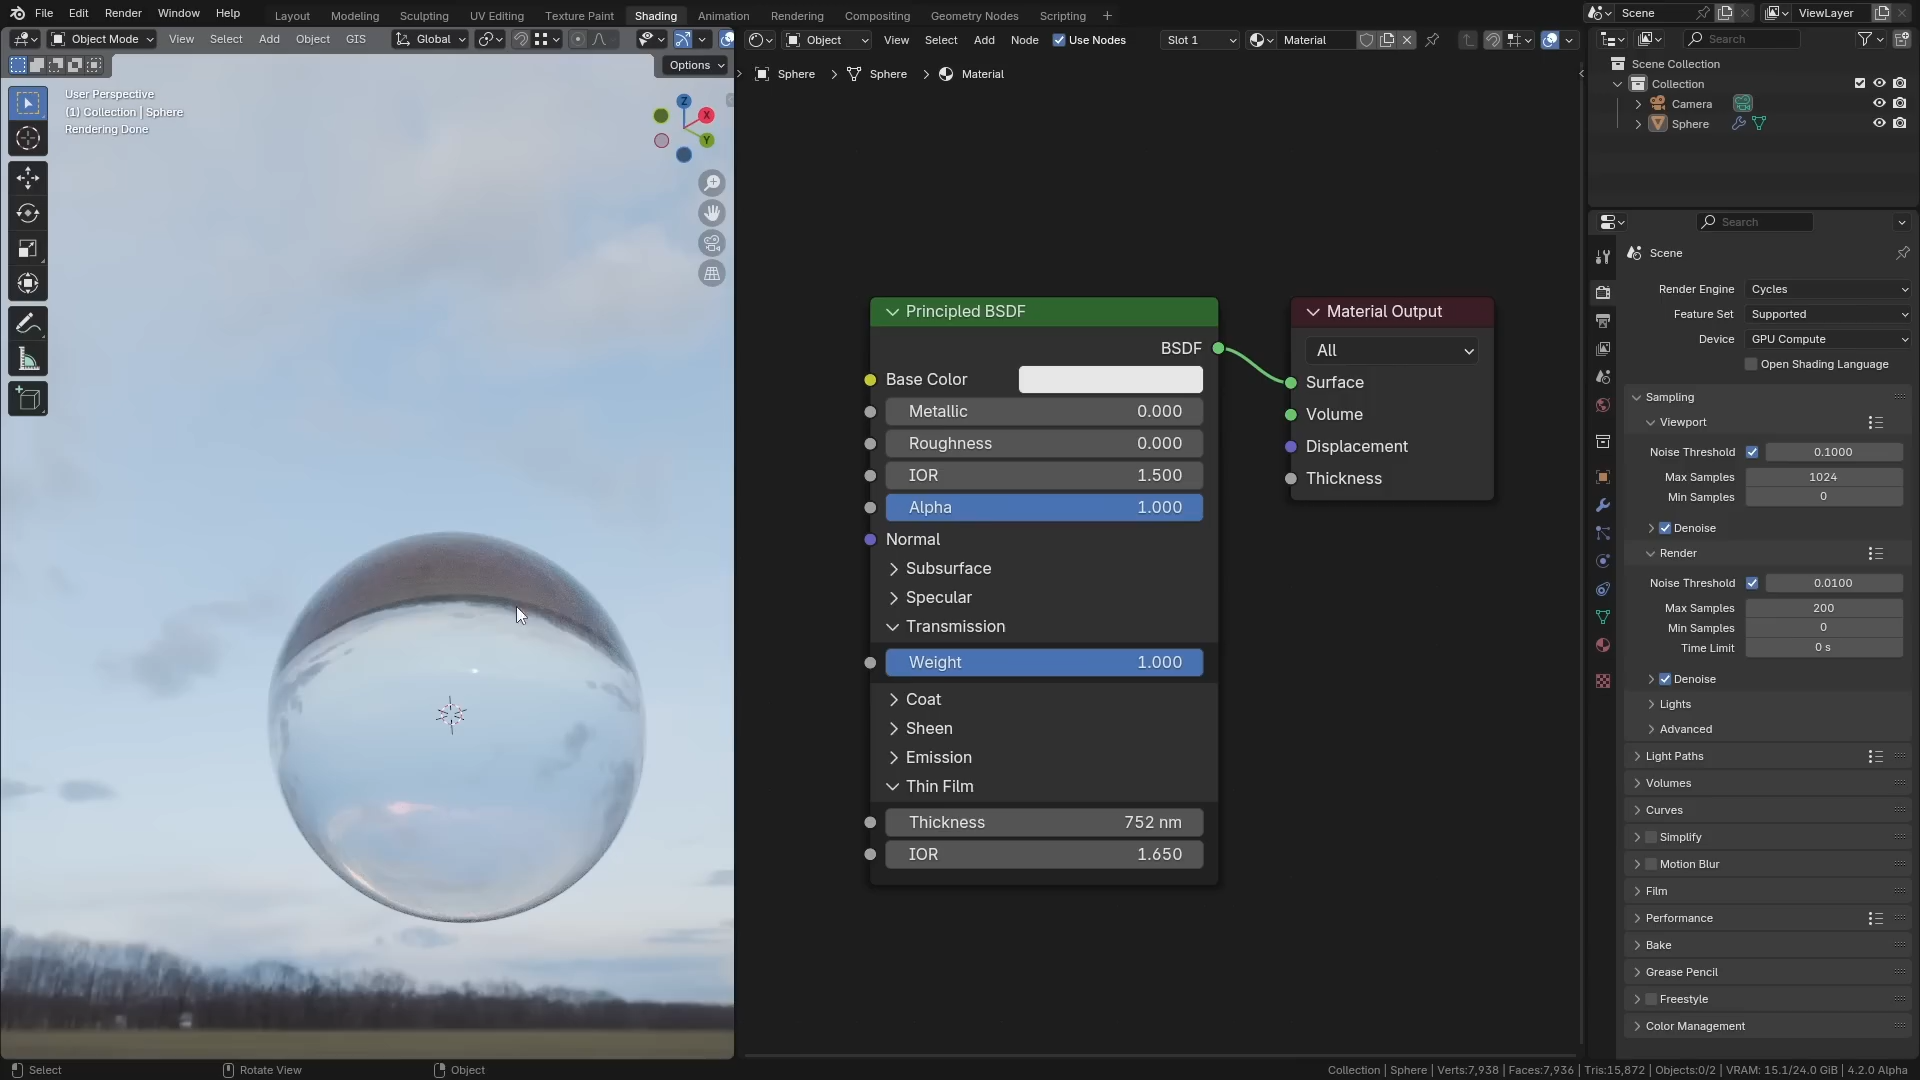 File Edit Render Window Help
Layout Modeling Sculpting UV Editing Texture Paint Shading Animation Rendering Compositing Geometry Nodes Scripting +
Scene
ViewLayer
Object Mode View Select Add Object GIS Global
Object View Select Add Node Use Nodes Slot 1 Material
Search
Options
Sphere > Sphere > Material
User Perspective
(1) Collection | Sphere
Rendering Done
Z
X
Y
Scene Collection
Collection
Camera
Sphere
Principled BSDF
BSDF
Base Color
Metallic 0.000
Roughness 0.000
IOR 1.500
Alpha 1.000
Normal
Subsurface
Specular
Transmission
Weight 1.000
Coat
Sheen
Emission
Thin Film
Thickness 752 nm
IOR 1.650
Material Output
All
Surface
Volume
Displacement
Thickness
Search
Scene
Render Engine Cycles
Feature Set Supported
Device GPU Compute
Open Shading Language
Sampling
Viewport
Noise Threshold 0.1000
Max Samples 1024
Min Samples 0
Denoise
Render
Noise Threshold 0.0100
Max Samples 200
Min Samples 0
Time Limit 0 s
Denoise
Lights
Advanced
Light Paths
Volumes
Curves
Simplify
Motion Blur
Film
Performance
Bake
Grease Pencil
Freestyle
Color Management
Select Rotate View Object
Collection | Sphere | Verts:7,938 | Faces:7,936 | Tris:15,872 | Objects:0/2 | VRAM: 15.1/24.0 GiB | 4.2.0 Alpha